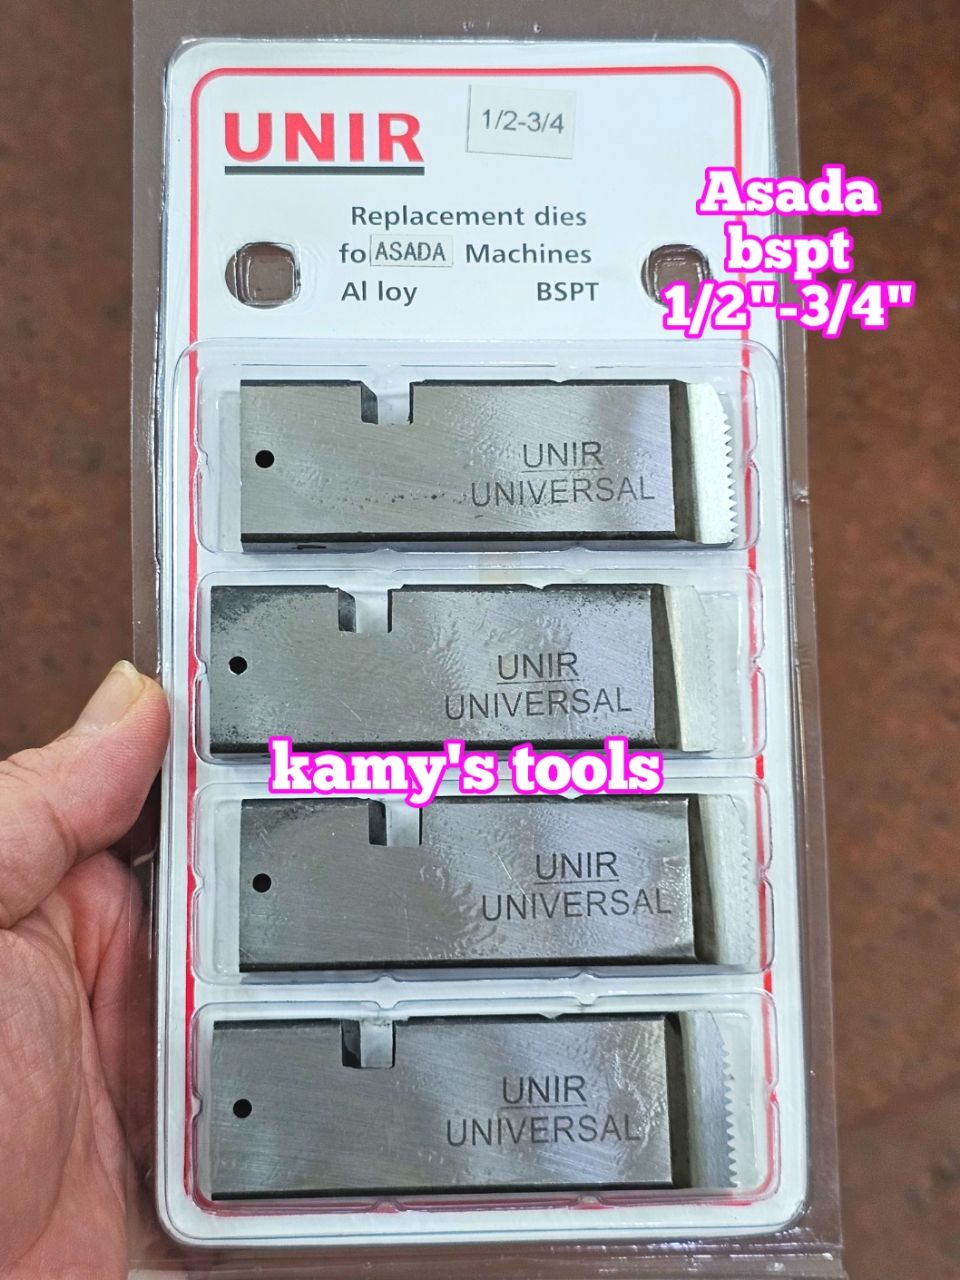 UNIR
1/2-3/4
Replacement dies
fo ASADA Machines
Al loy BSPT
Asada
bspt
1/2"-3/4"
UNIR
UNIVERSAL
UNIR
UNIVERSAL
kamy's tools
UNIR
UNIVERSAL
UNIR
UNIVERSAL